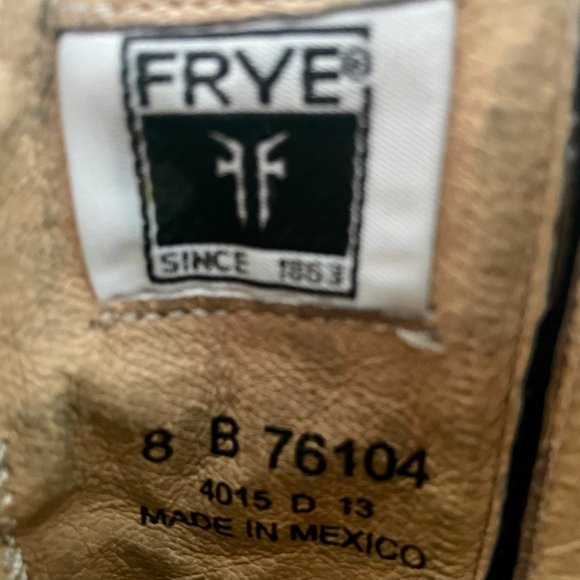 FRYE®
SINCE 1863
8 B 76104
4015 D 13
MADE IN MEXICO